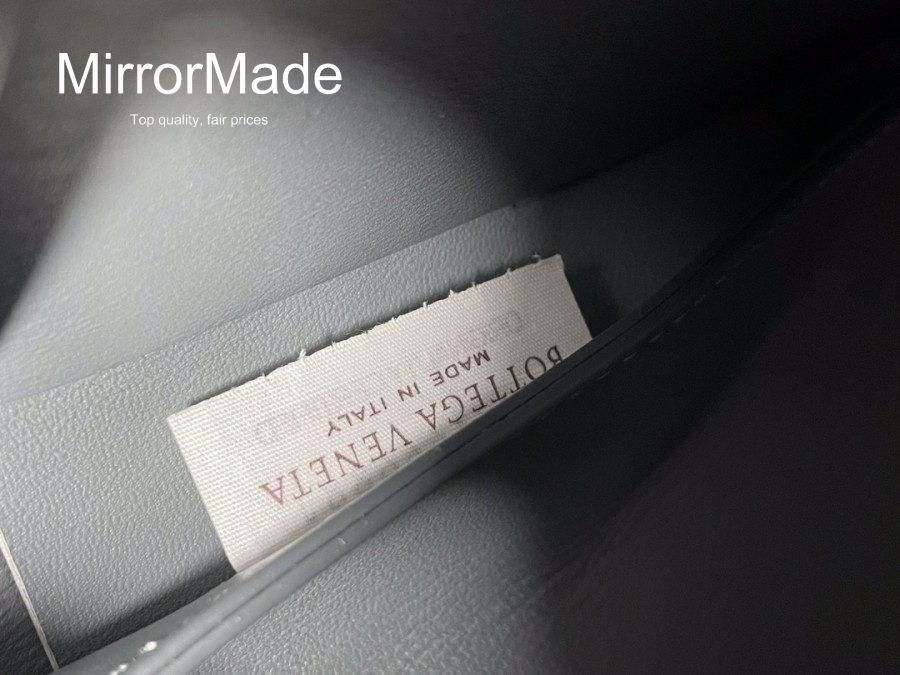 MirrorMade
Top quality, fair prices
BOTTEGA VENETA
MADE IN ITALY